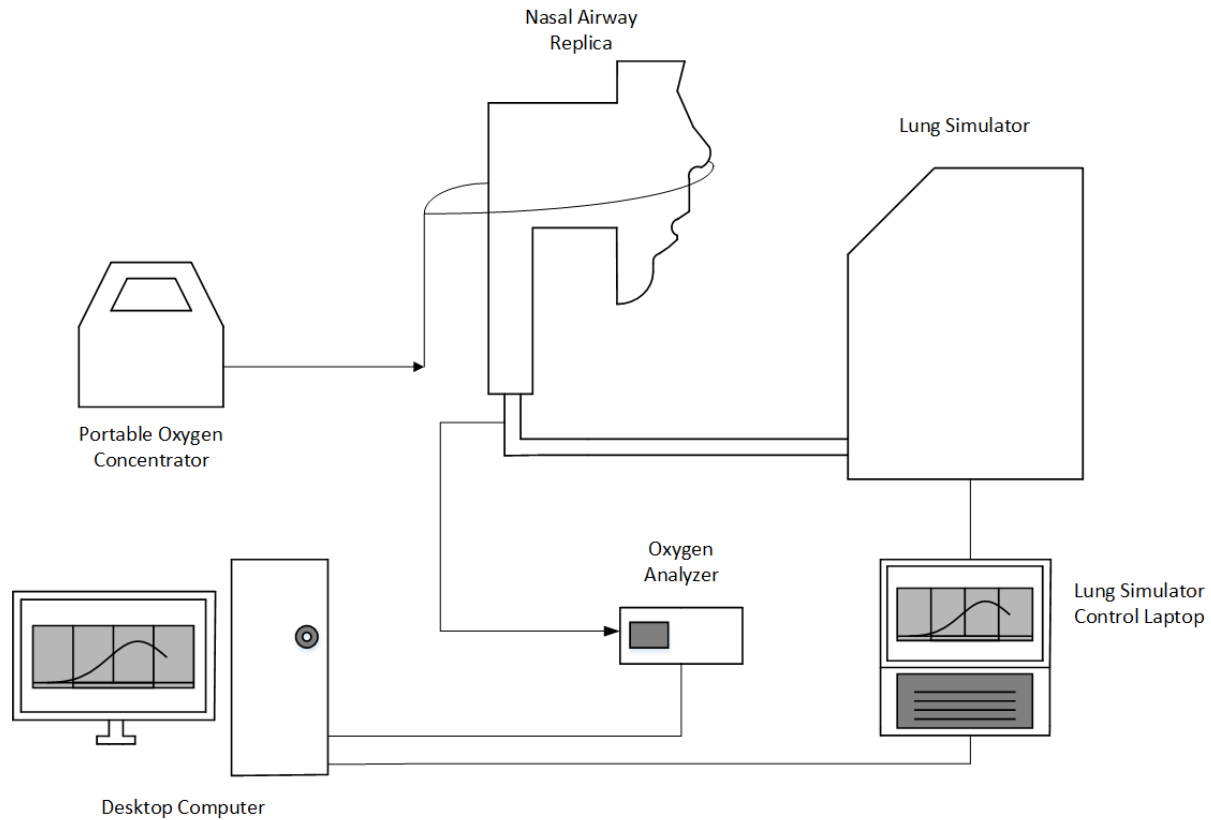 Nasal Airway
Replica
Lung Simulator
Portable Oxygen
Concentrator
Oxygen
Analyzer
Lung Simulator
Control Laptop
Desktop Computer